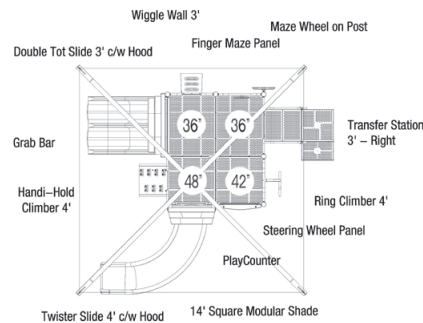 Wiggle Wall 3'
Maze Wheel on Post
Finger Maze Panel
Double Tot Slide 3' c/w Hood
36"
36"
Transfer Station
3' – Right
Grab Bar
48"
42"
Handi–Hold
Climber 4'
Ring Climber 4'
Steering Wheel Panel
PlayCounter
Twister Slide 4' c/w Hood
14' Square Modular Shade